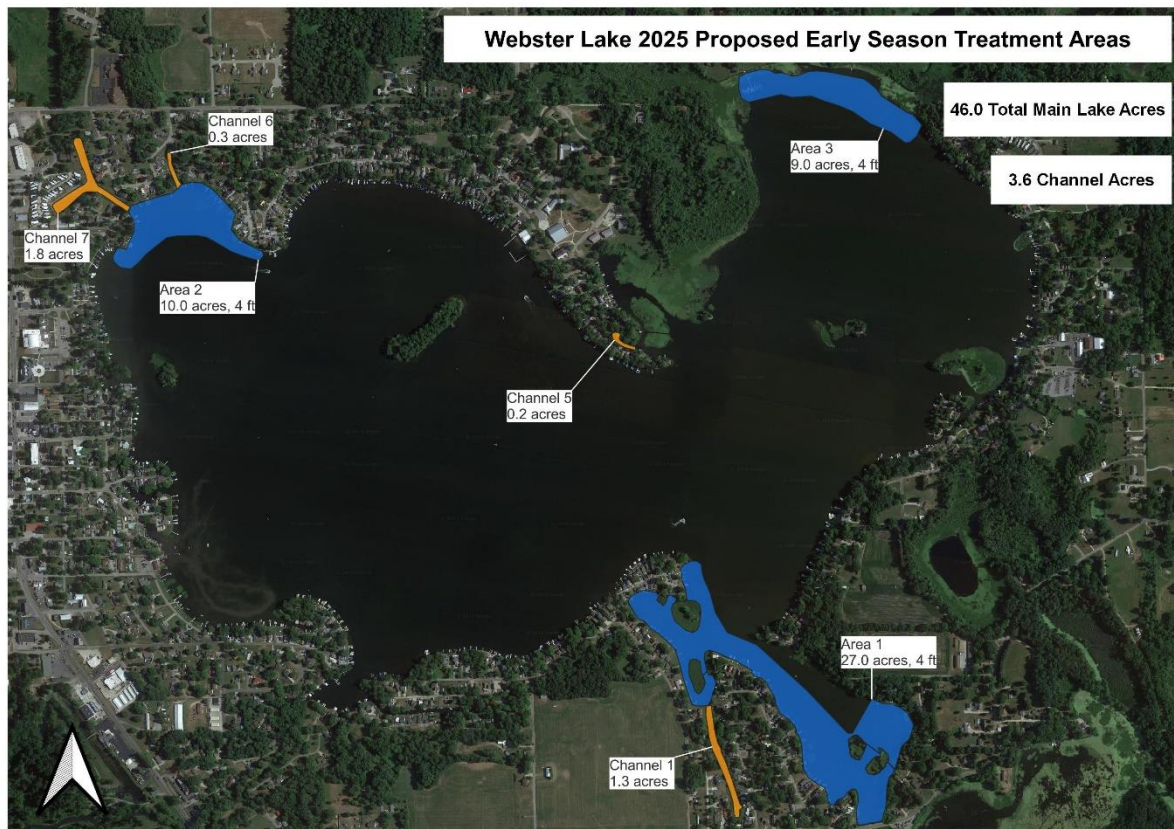 Webster Lake 2025 Proposed Early Season Treatment Areas
46.0 Total Main Lake Acres
3.6 Channel Acres
Channel 6
0.3 acres
Area 3
9.0 acres, 4 ft
Channel 7
1.8 acres
Area 2
10.0 acres, 4 ft
Channel 5
0.2 acres
Area 1
27.0 acres, 4 ft
Channel 1
1.3 acres